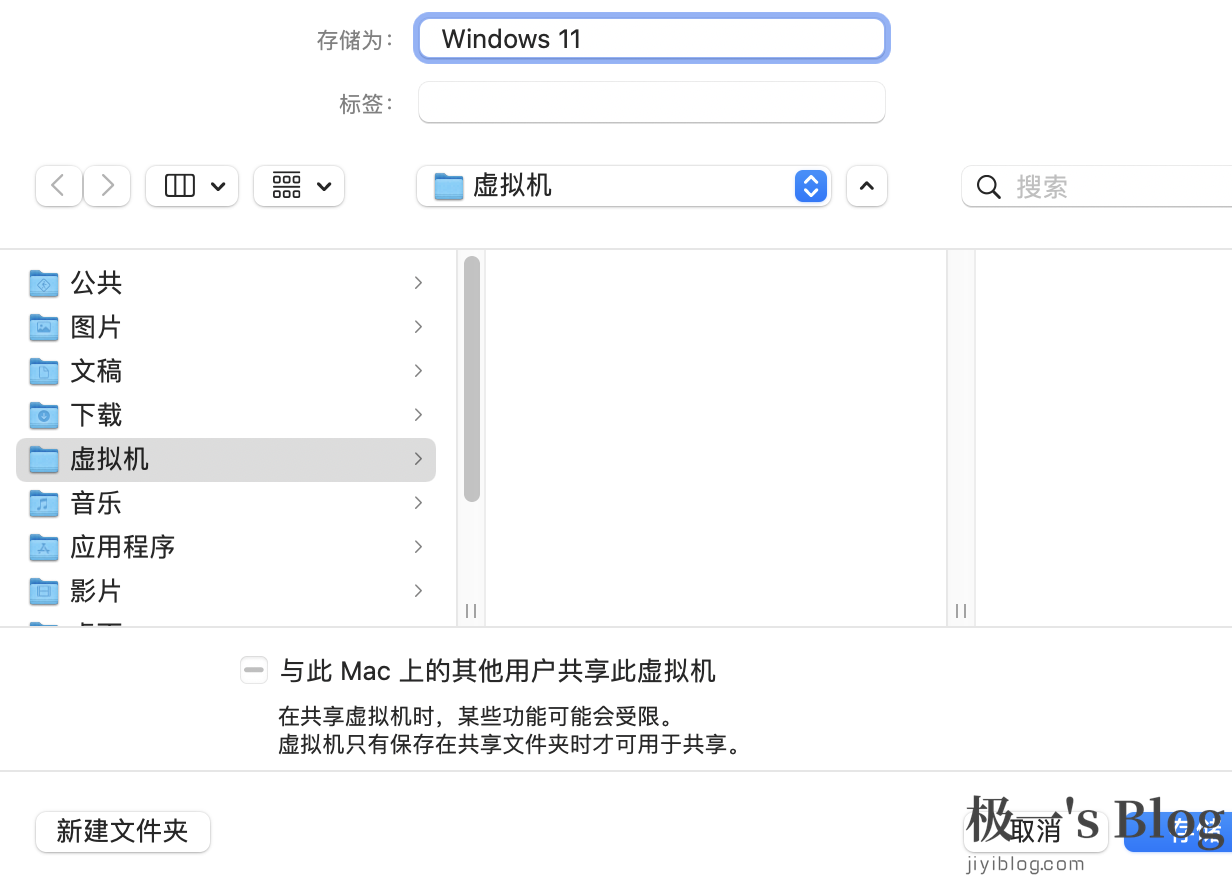 存储为：
Windows 11
标签：
虚拟机
搜索
公共
图片
文稿
下载
虚拟机
音乐
应用程序
影片
与此 Mac 上的其他用户共享此虚拟机
在共享虚拟机时，某些功能可能会受限。
虚拟机只有保存在共享文件夹时才可用于共享。
新建文件夹
取消
存储
极一's Blog
jiyiblog.com